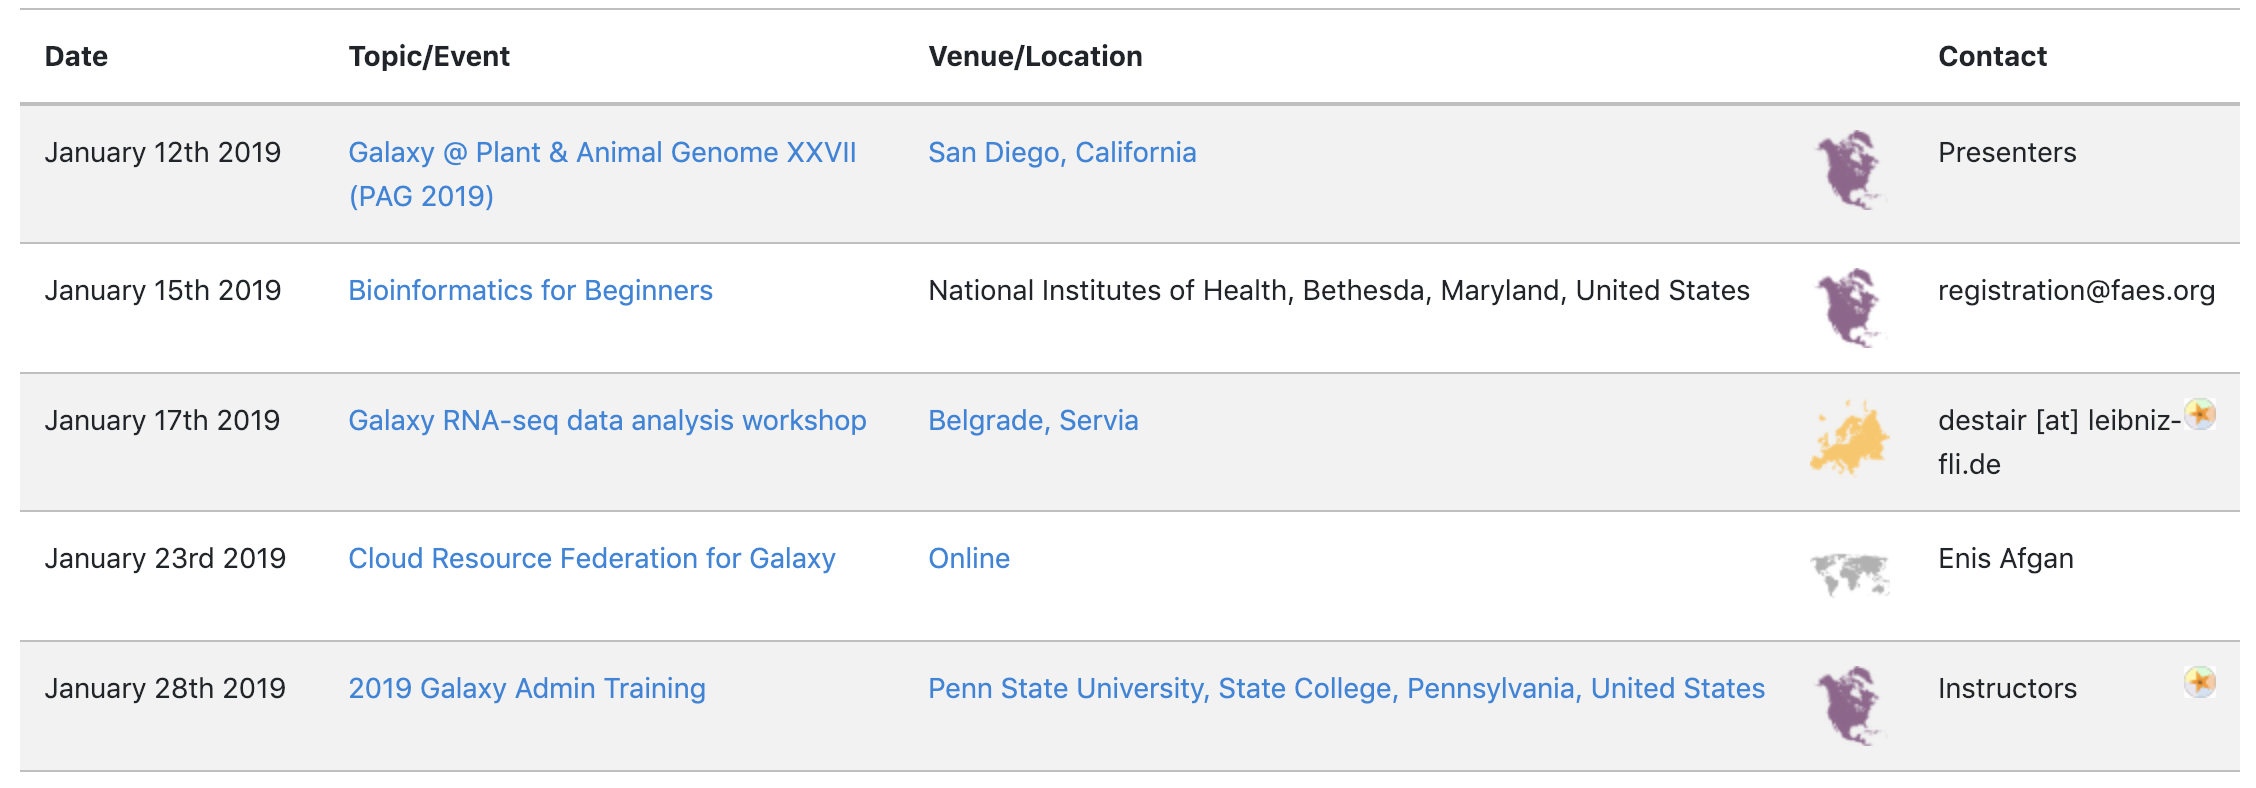 Date Topic/Event Venue/Location Contact
January 12th 2019 Galaxy @ Plant & Animal Genome XXVII San Diego, California Presenters
(PAG 2019)
January 15th 2019 Bioinformatics for Beginners National Institutes of Health, Bethesda, Maryland, United States registration@faes.org
January 17th 2019 Galaxy RNA-seq data analysis workshop Belgrade, Servia destair [at] leibniz-
fli.de
January 23rd 2019 Cloud Resource Federation for Galaxy Online Enis Afgan
January 28th 2019 2019 Galaxy Admin Training Penn State University, State College, Pennsylvania, United States Instructors